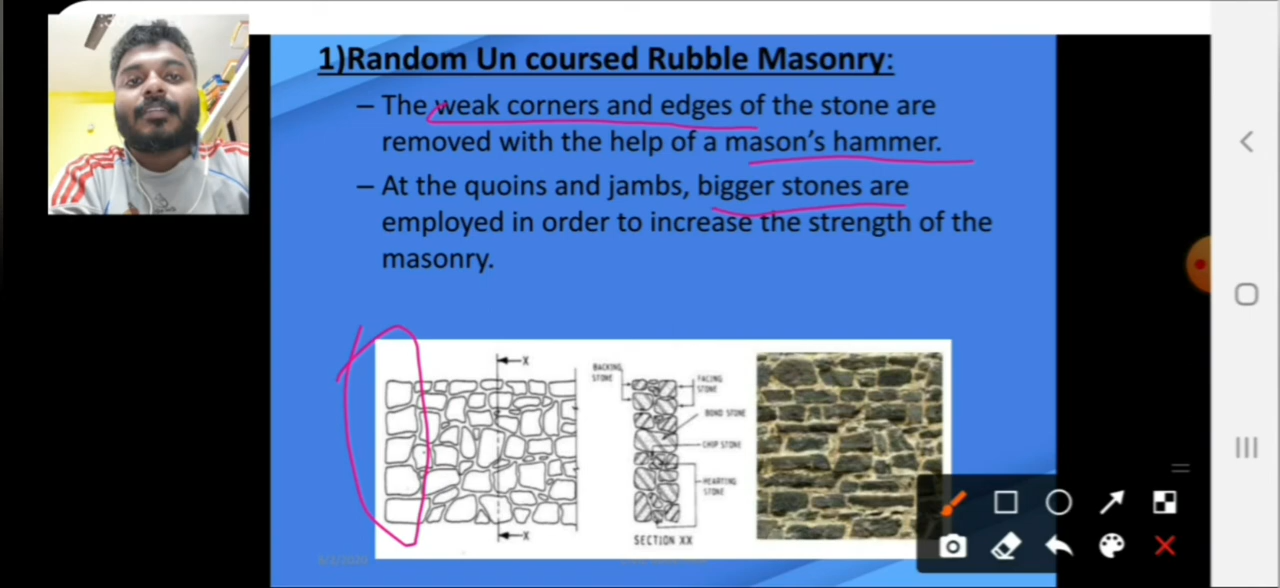 1)Random Un coursed Rubble Masonry:
– The weak corners and edges of the stone are
removed with the help of a mason's hammer.
– At the quoins and jambs, bigger stones are
employed in order to increase the strength of the
masonry.
X
X
BACKING
STONE
FACING
STONE
BOND STONE
CHIP STONE
HEARTING
STONE
SECTION XX